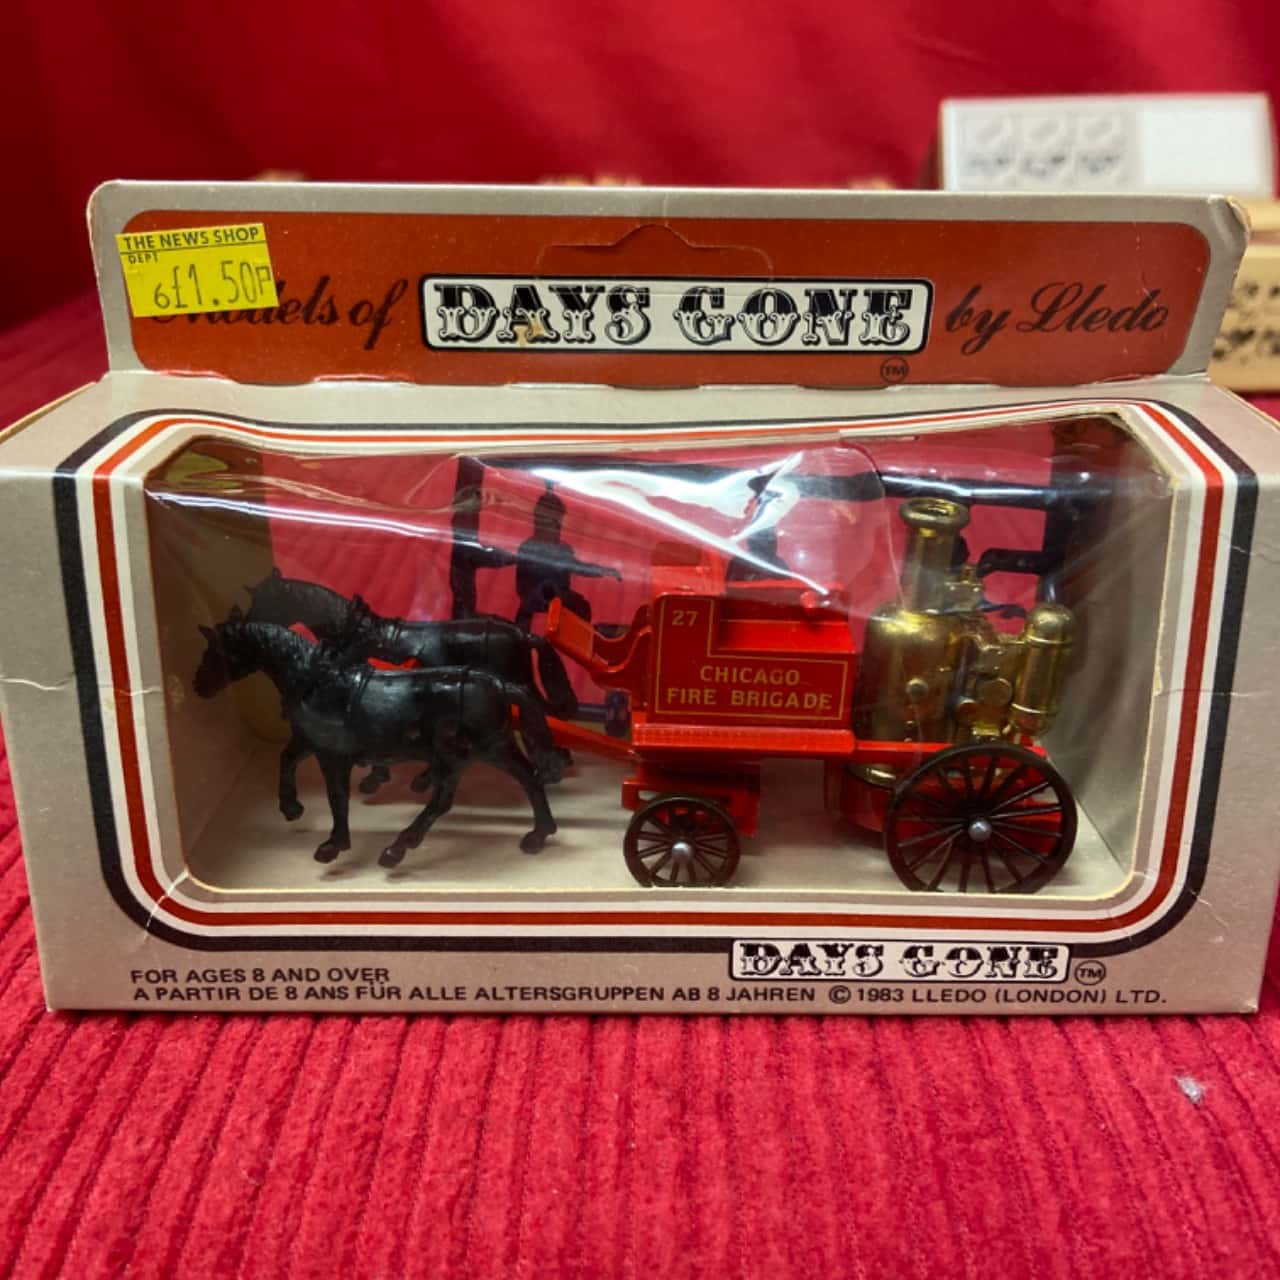 THE NEWS SHOP
DEPT
6 £1.50P
Models of DAYS GONE by Lledo
TM
27
CHICAGO
FIRE BRIGADE
DAYS GONE TM
FOR AGES 8 AND OVER
A PARTIR DE 8 ANS FÜR ALLE ALTERSGRUPPEN AB 8 JAHREN © 1983 LLEDO (LONDON) LTD.